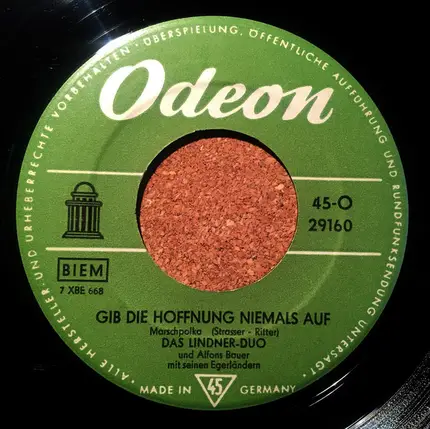 · ALLE HERSTELLER- UND URHEBERRECHTE VORBEHALTEN · ÜBERSPIELUNG, ÖFFENTLICHE AUFFÜHRUNG UND RUNDFUNKSENDUNG UNTERSAGT ·
Odeon
45-O
29160
BIEM
7 XBE 668
GIB DIE HOFFNUNG NIEMALS AUF
Marschpolka (Strasser - Ritter)
DAS LINDNER-DUO
und Alfons Bauer
mit seinen Egerländern
MADE IN 45 GERMANY